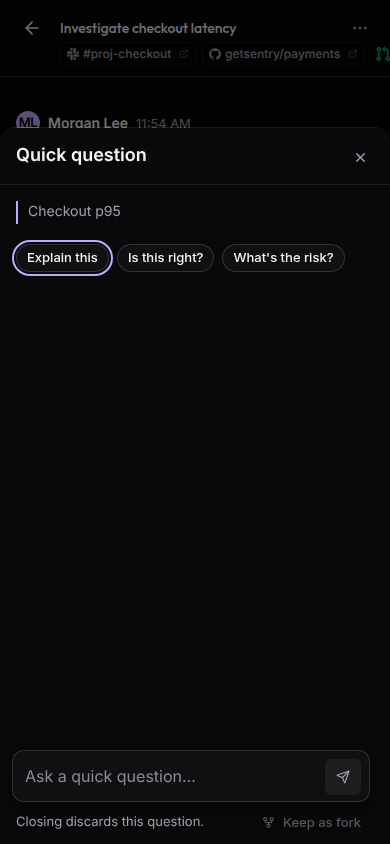 Investigate checkout latency
#proj-checkout
getsentry/payments
ML Morgan Lee 11:54 AM
Quick question
Checkout p95
Explain this
Is this right?
What's the risk?
Ask a quick question...
Closing discards this question.
Keep as fork